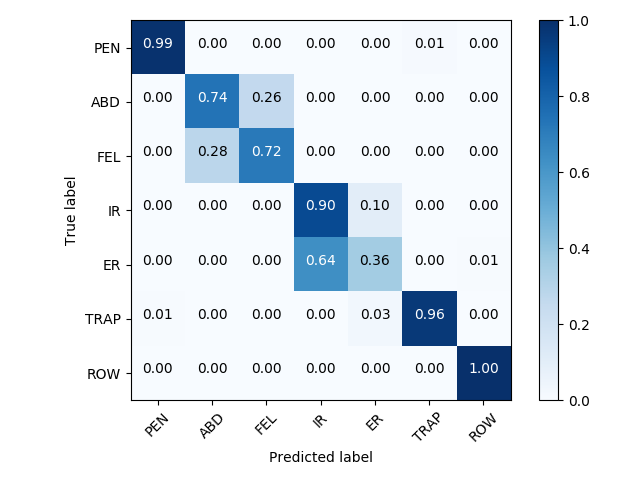 PEN 0.99 0.00 0.00 0.00 0.00 0.01 0.00
ABD 0.00 0.74 0.26 0.00 0.00 0.00 0.00
FEL 0.00 0.28 0.72 0.00 0.00 0.00 0.00
IR 0.00 0.00 0.00 0.90 0.10 0.00 0.00
ER 0.00 0.00 0.00 0.64 0.36 0.00 0.01
TRAP 0.01 0.00 0.00 0.00 0.03 0.96 0.00
ROW 0.00 0.00 0.00 0.00 0.00 0.00 1.00
PEN ABD FEL IR ER TRAP ROW
True label
Predicted label
1.0
0.8
0.6
0.4
0.2
0.0